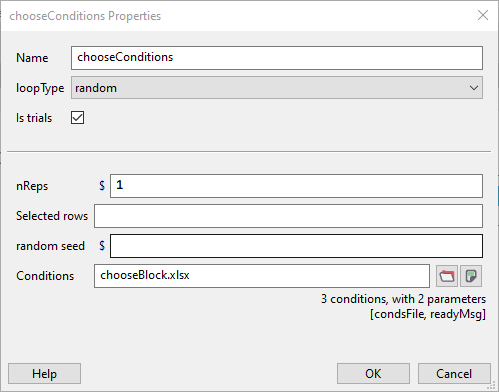 chooseConditions Properties
Name chooseConditions
loopType random
Is trials
nReps $ 1
Selected rows
random seed $
Conditions chooseBlock.xlsx
3 conditions, with 2 parameters
[condsFile, readyMsg]
Help OK Cancel